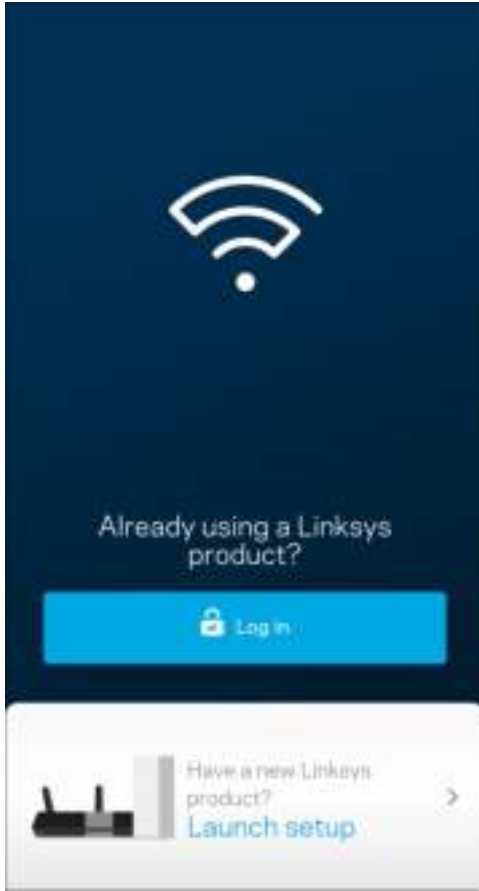 Already using a Linksys
product?
Log in
Have a new Linksys
product?
Launch setup